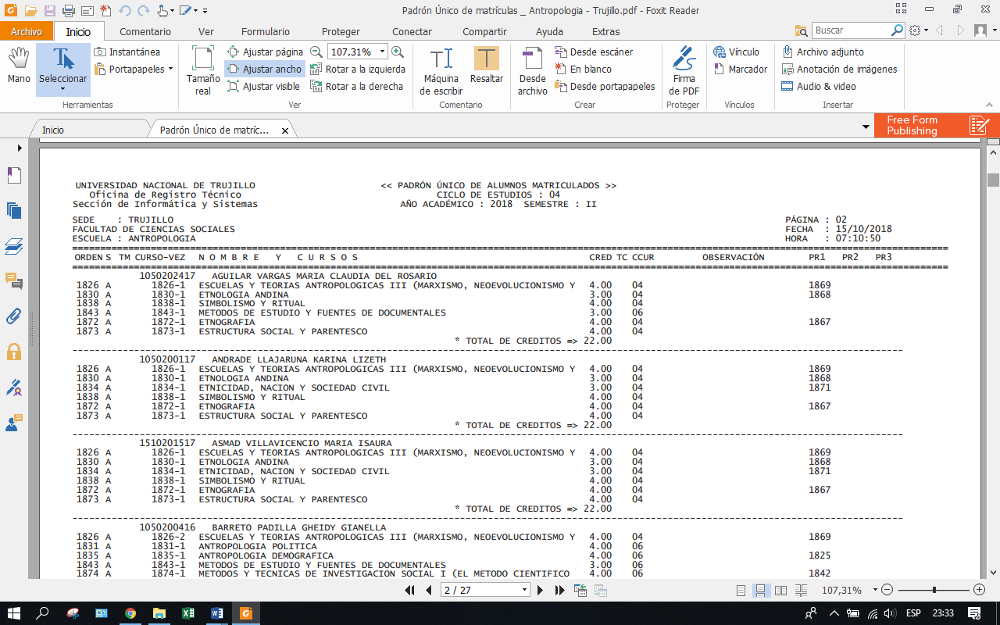 Padrón Único de matrículas _ Antropologia - Trujillo.pdf - Foxit Reader
Archivo Inicio Comentario Ver Formulario Proteger Conectar Compartir Ayuda Extras Buscar
Mano Seleccionar Instantánea Portapapeles Herramientas
Tamaño real Ajustar página Ajustar ancho Ajustar visible 107,31% Rotar a la izquierda Rotar a la derecha Ver
Máquina de escribir Resaltar Comentario
Desde archivo Desde escáner En blanco Desde portapapeles Crear
Firma de PDF Proteger
Vínculo Marcador Vínculos
Archivo adjunto Anotación de imágenes Audio & video Insertar
Inicio Padrón Único de matríc... Free Form Publishing
UNIVERSIDAD NACIONAL DE TRUJILLO << PADRÓN ÚNICO DE ALUMNOS MATRICULADOS >>
Oficina de Registro Técnico CICLO DE ESTUDIOS : 04
Sección de Informática y Sistemas AÑO ACADÉMICO : 2018 SEMESTRE : II
SEDE : TRUJILLO PÁGINA : 02
FACULTAD DE CIENCIAS SOCIALES FECHA : 15/10/2018
ESCUELA : ANTROPOLOGIA HORA : 07:10:50
ORDEN S TM CURSO-VEZ N O M B R E Y C U R S O S CRED TC CCUR OBSERVACIÓN PR1 PR2 PR3
1050202417 AGUILAR VARGAS MARIA CLAUDIA DEL ROSARIO
1826 A 1826-1 ESCUELAS Y TEORIAS ANTROPOLOGICAS III (MARXISMO, NEOEVOLUCIONISMO Y 4.00 04 1869
1830 A 1830-1 ETNOLOGIA ANDINA 3.00 04 1868
1838 A 1838-1 SIMBOLISMO Y RITUAL 4.00 04
1843 A 1843-1 METODOS DE ESTUDIO Y FUENTES DE DOCUMENTALES 3.00 06
1872 A 1872-1 ETNOGRAFIA 4.00 04 1867
1873 A 1873-1 ESTRUCTURA SOCIAL Y PARENTESCO 4.00 04
* TOTAL DE CREDITOS => 22.00
1050200117 ANDRADE LLAJARUNA KARINA LIZETH
1826 A 1826-1 ESCUELAS Y TEORIAS ANTROPOLOGICAS III (MARXISMO, NEOEVOLUCIONISMO Y 4.00 04 1869
1830 A 1830-1 ETNOLOGIA ANDINA 3.00 04 1868
1834 A 1834-1 ETNICIDAD, NACION Y SOCIEDAD CIVIL 3.00 04 1871
1838 A 1838-1 SIMBOLISMO Y RITUAL 4.00 04
1872 A 1872-1 ETNOGRAFIA 4.00 04 1867
1873 A 1873-1 ESTRUCTURA SOCIAL Y PARENTESCO 4.00 04
* TOTAL DE CREDITOS => 22.00
1510201517 ASMAD VILLAVICENCIO MARIA ISAURA
1826 A 1826-1 ESCUELAS Y TEORIAS ANTROPOLOGICAS III (MARXISMO, NEOEVOLUCIONISMO Y 4.00 04 1869
1830 A 1830-1 ETNOLOGIA ANDINA 3.00 04 1868
1834 A 1834-1 ETNICIDAD, NACION Y SOCIEDAD CIVIL 3.00 04 1871
1838 A 1838-1 SIMBOLISMO Y RITUAL 4.00 04
1872 A 1872-1 ETNOGRAFIA 4.00 04 1867
1873 A 1873-1 ESTRUCTURA SOCIAL Y PARENTESCO 4.00 04
* TOTAL DE CREDITOS => 22.00
1050200416 BARRETO PADILLA GHEIDY GIANELLA
1826 A 1826-2 ESCUELAS Y TEORIAS ANTROPOLOGICAS III (MARXISMO, NEOEVOLUCIONISMO Y 4.00 04 1869
1831 A 1831-1 ANTROPOLOGIA POLITICA 4.00 06
1835 A 1835-1 ANTROPOLOGIA DEMOGRAFICA 4.00 06 1825
1843 A 1843-1 METODOS DE ESTUDIO Y FUENTES DE DOCUMENTALES 3.00 06
1874 A 1874-1 METODOS Y TECNICAS DE INVESTIGACION SOCIAL I (EL METODO CIENTIFICO 4.00 06 1842
2 / 27 107,31%
ESP 23:33